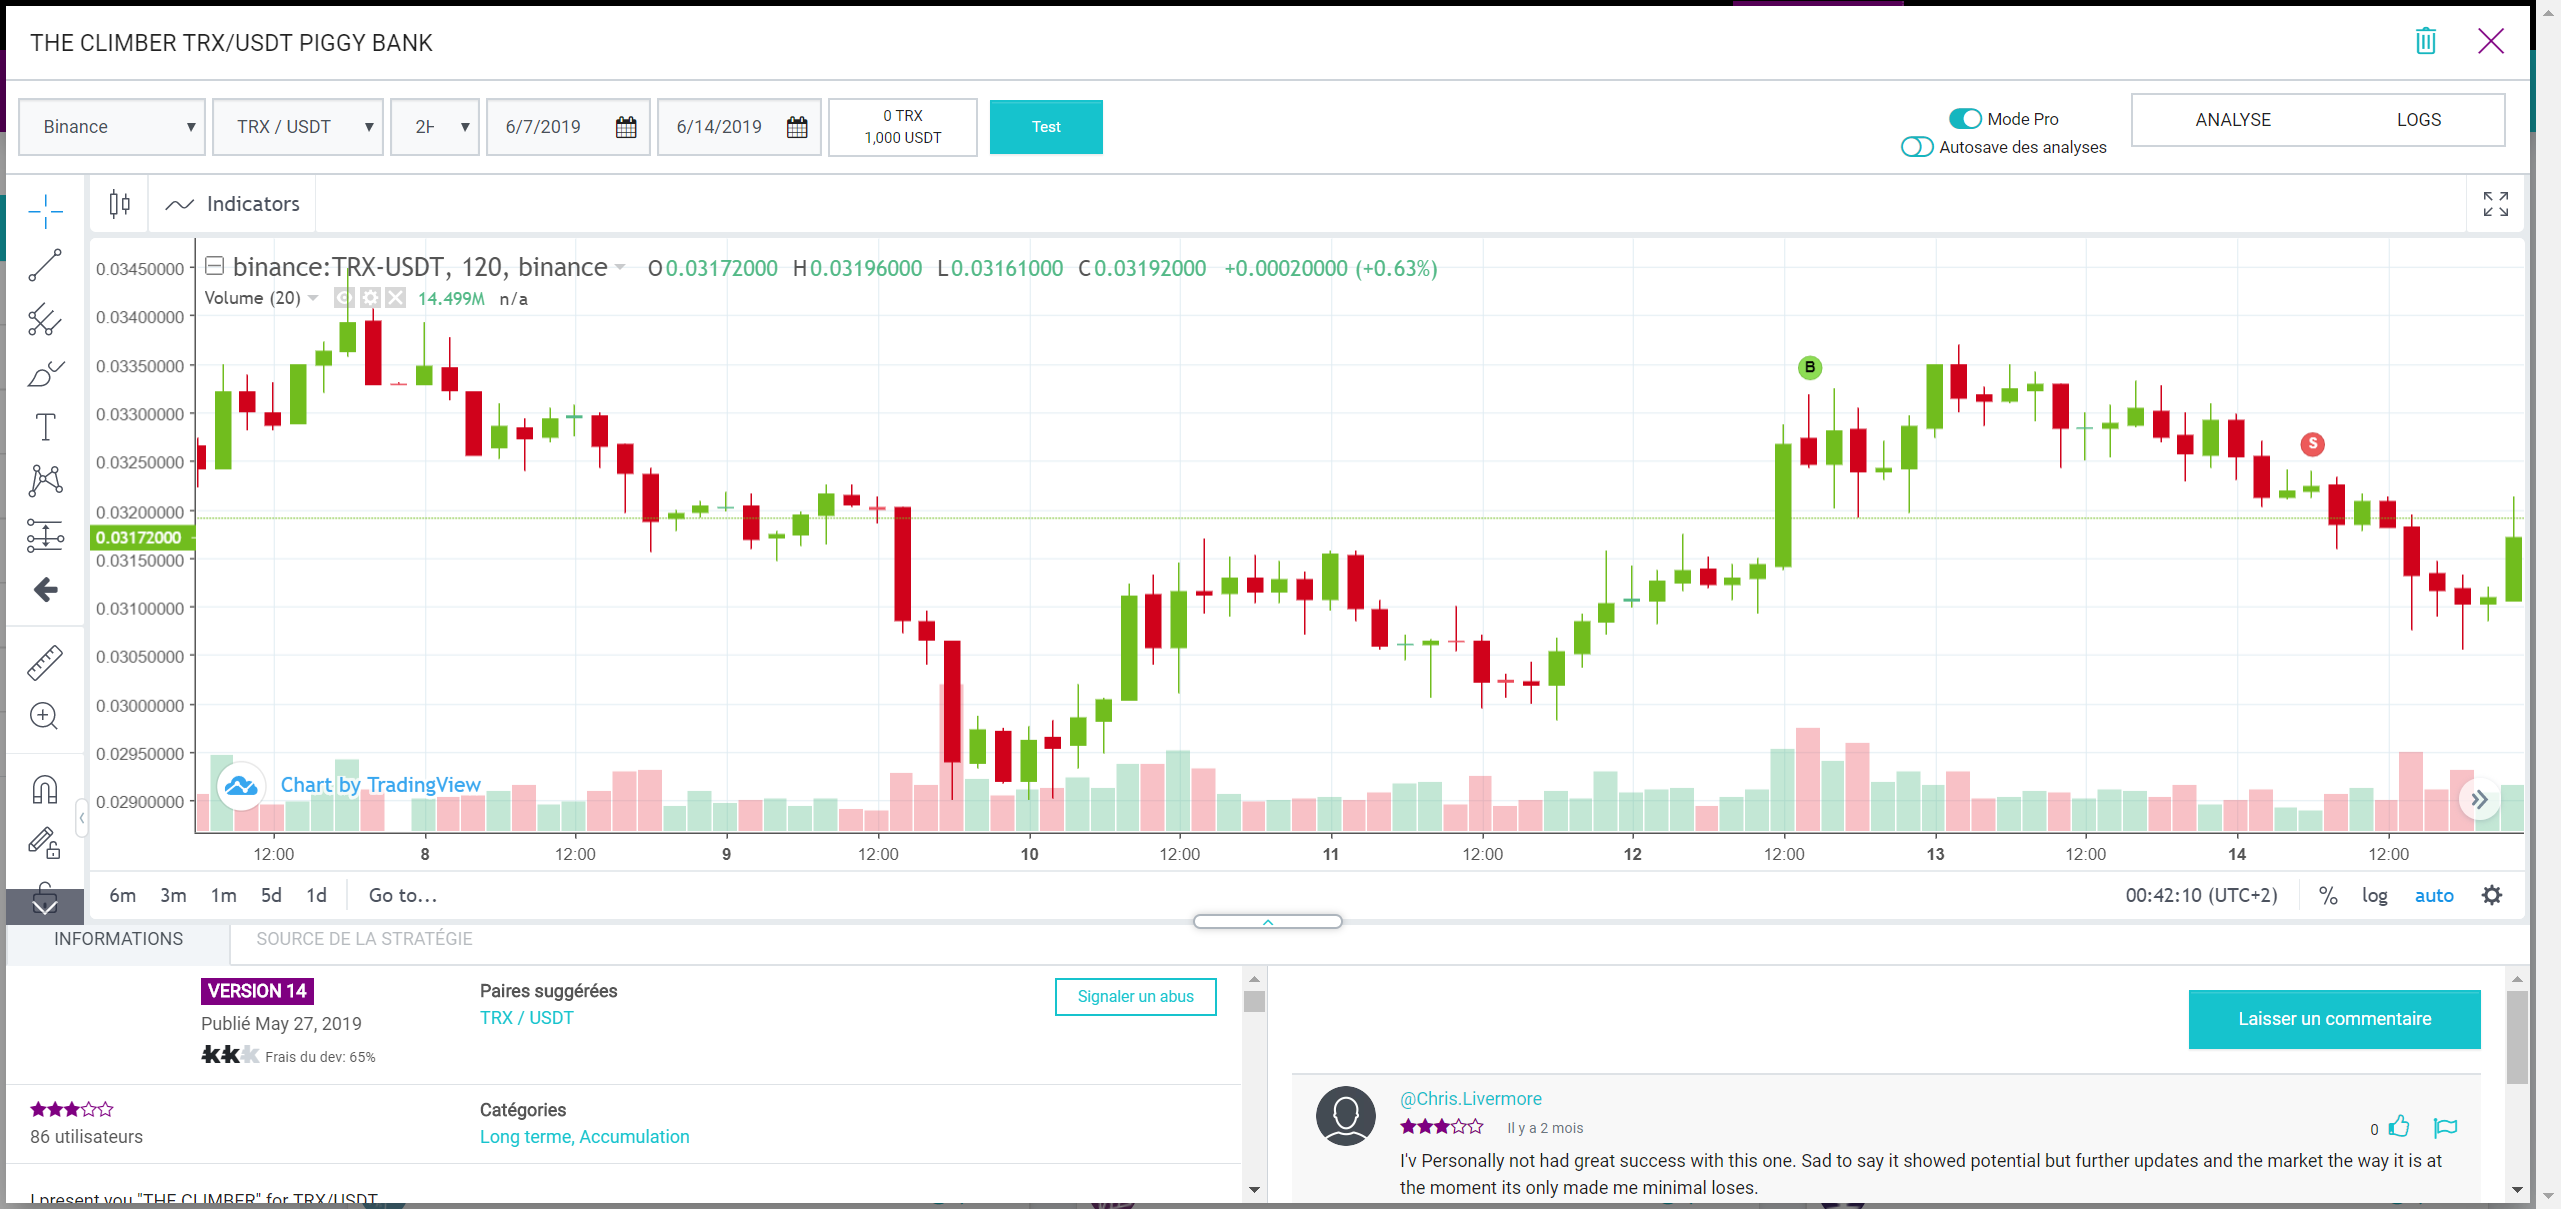 THE CLIMBER TRX/USDT PIGGY BANK
Binance
TRX / USDT
6/7/2019
6/14/2019
0 TRX
1,000 USDT
Test
Mode Pro
Autosave des analyses
ANALYSE
LOGS
Indicators
binance:TRX-USDT, 120, binance
O0.03172000 H0.03196000 L0.03161000 C0.03192000 +0.00020000 (+0.63%)
Volume (20) 14.499M n/a
0.03450000
0.03400000
0.03350000
0.03300000
0.03250000
0.03200000
0.03172000
0.03150000
0.03100000
0.03050000
0.03000000
0.02950000
0.02900000
B
S
Chart by TradingView
12:00 8 12:00 9 12:00 10 12:00 11 12:00 12 12:00 13 12:00 14 12:00
6m 3m 1m 5d 1d Go to...
00:42:10 (UTC+2) % log auto
INFORMATIONS
SOURCE DE LA STRATÉGIE
VERSION 14
Publié May 27, 2019
Frais du dev: 65%
Paires suggérées
TRX / USDT
Signaler un abus
86 utilisateurs
Catégories
Long terme, Accumulation
I present you "THE CLIMBER" for TRX/USDT
Laisser un commentaire
@Chris.Livermore
Il y a 2 mois
0
I'v Personally not had great success with this one. Sad to say it showed potential but further updates and the market the way it is at
the moment its only made me minimal loses.